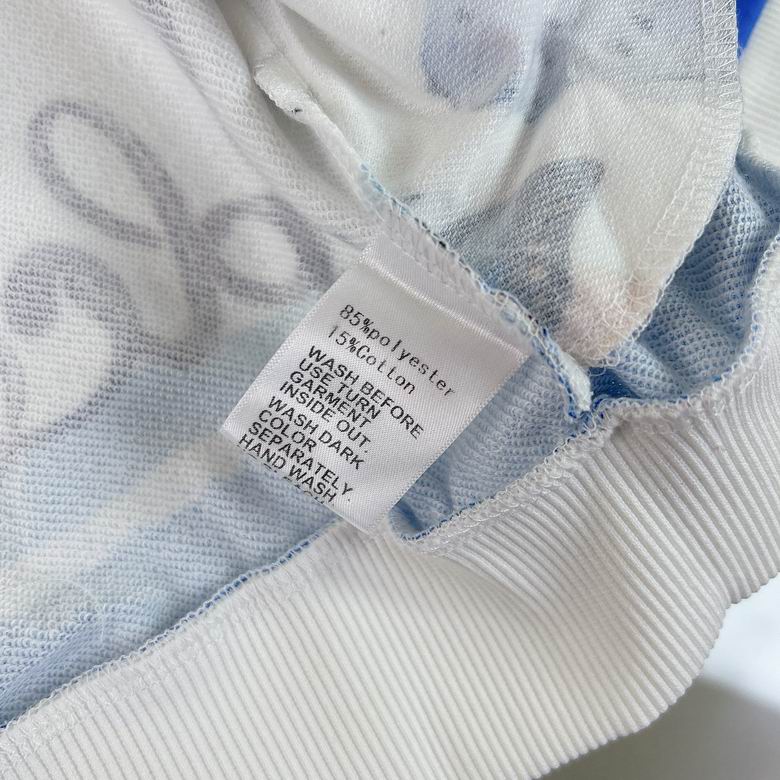 85%polyester
15%Cotton
WASH BEFORE
USE TURN
GARMENT
INSIDE OUT.
WASH DARK
COLOR
SEPARATELY.
HAND WASH